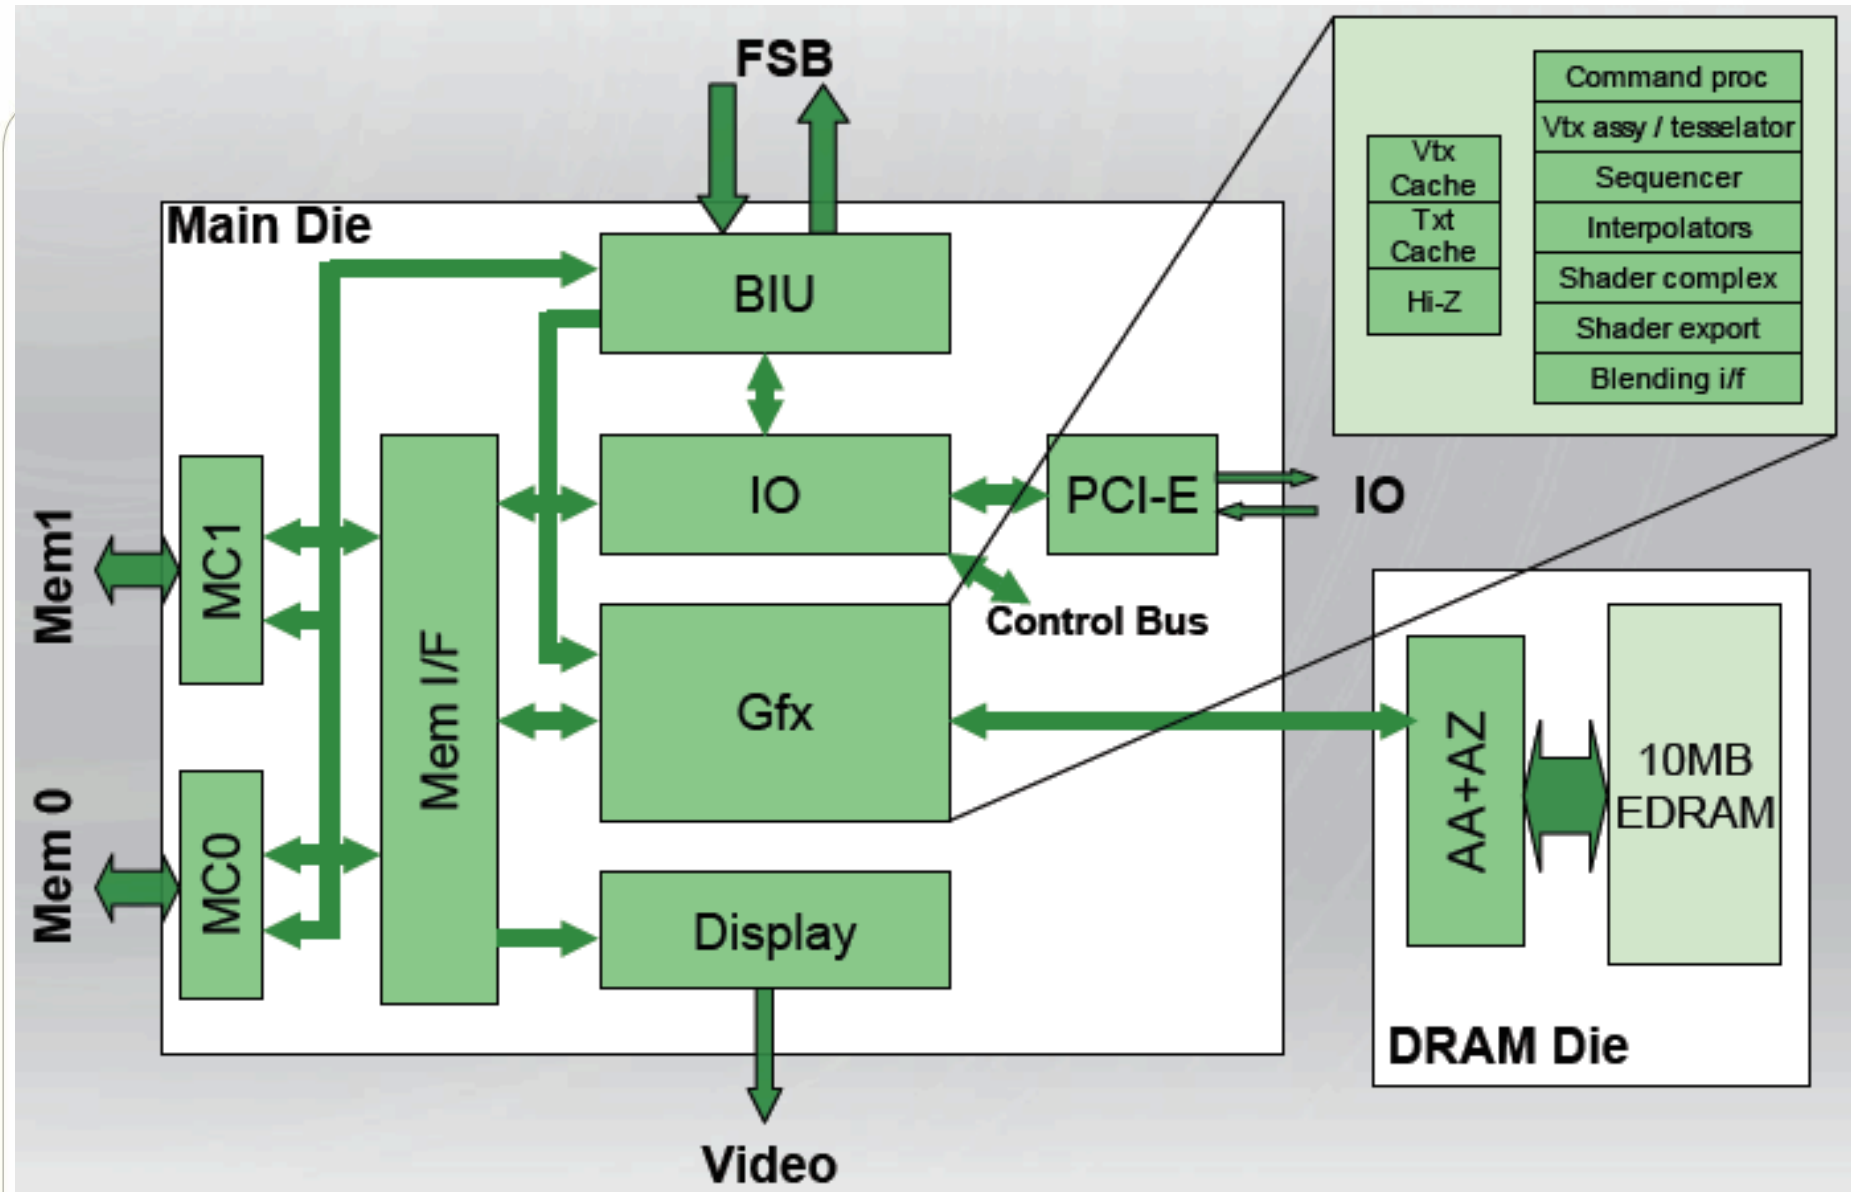 FSB
Main Die
BIU
IO
PCI-E
IO
Control Bus
Mem1
MC1
Mem I/F
Gfx
Mem 0
MC0
Display
Video
Vtx
Cache
Txt
Cache
Hi-Z
Command proc
Vtx assy / tesselator
Sequencer
Interpolators
Shader complex
Shader export
Blending i/f
AA+AZ
10MB
EDRAM
DRAM Die